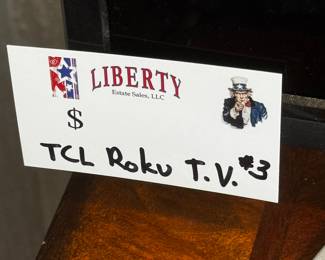 LIBERTY
Estate Sales, LLC
$
TCL Roku T.V. #3